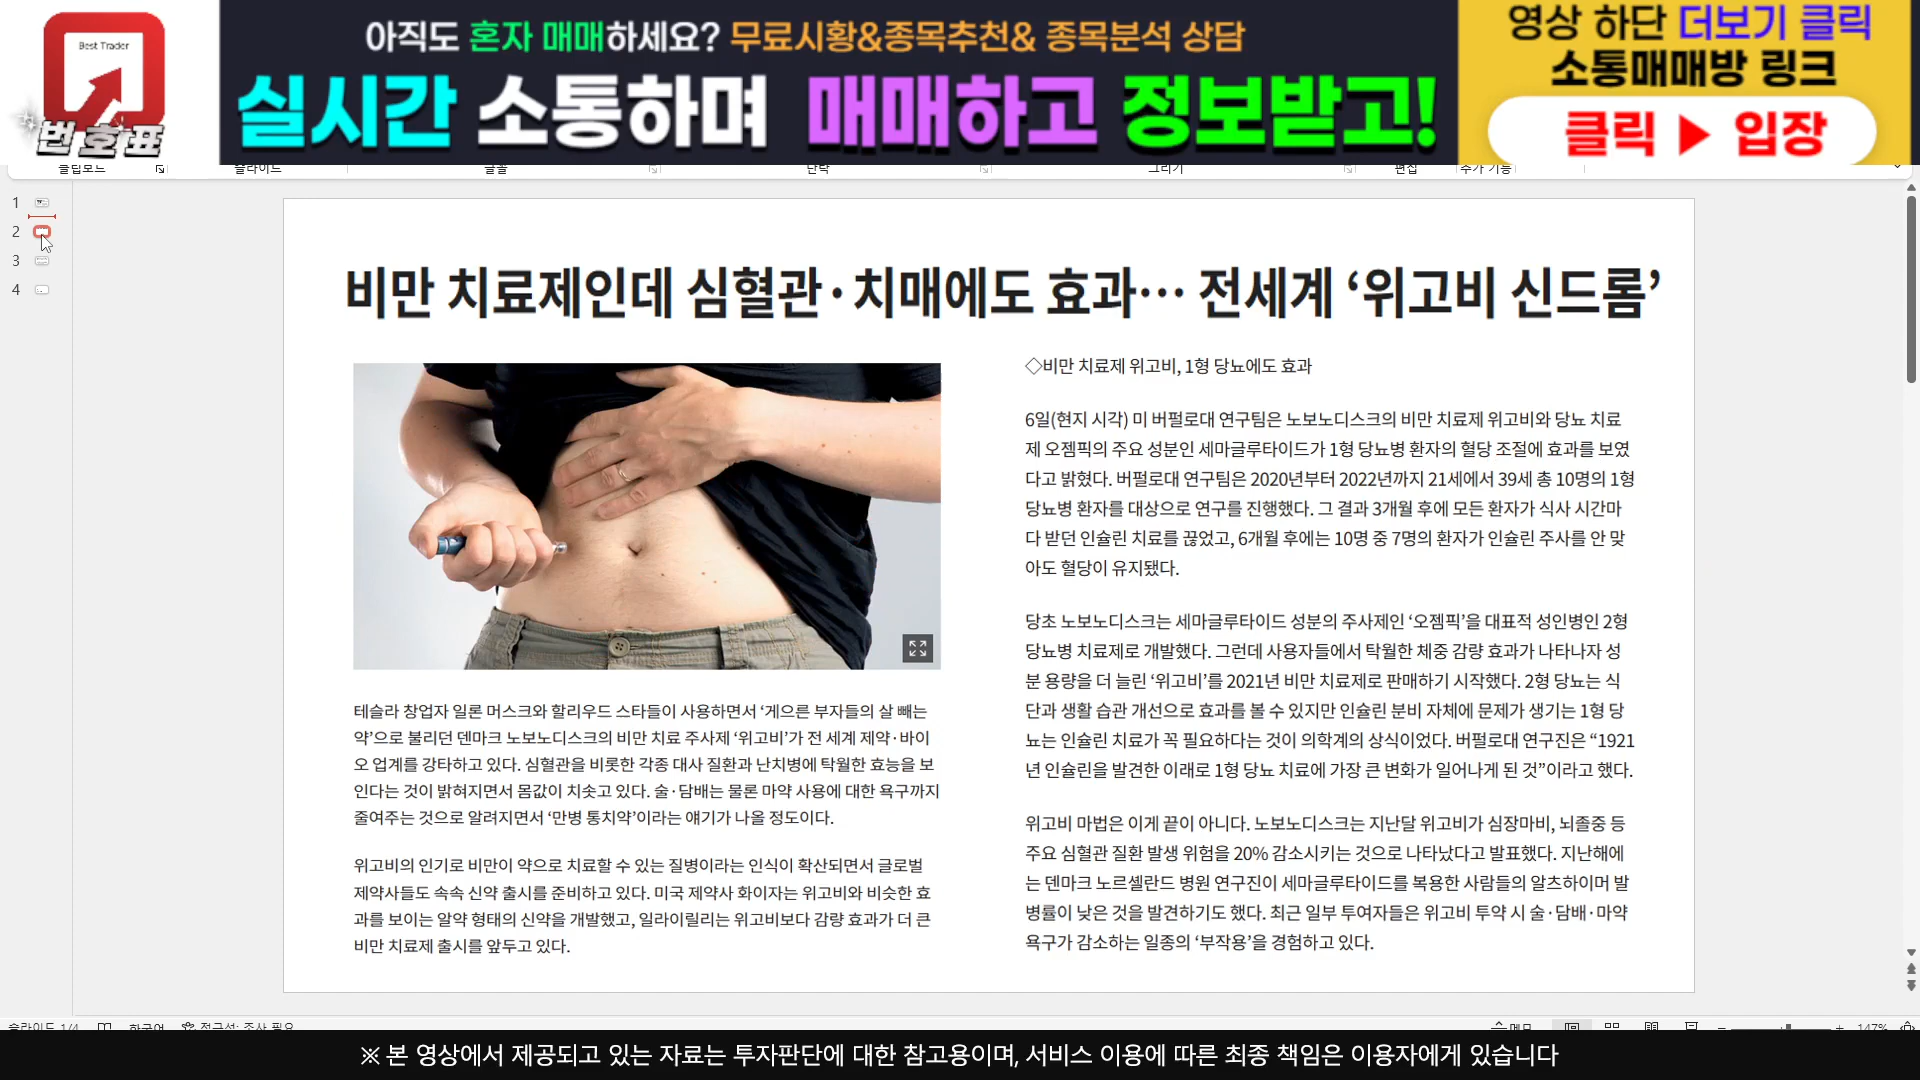 Best Trader
번호표
아직도 혼자 매매하세요? 무료시황&종목추천& 종목분석 상담
실시간 소통하며 매매하고 정보받고!
영상 하단 더보기 클릭
소통매매방 링크
클릭 ▶ 입장
클립보드 슬라이드 글꼴 단락 그리기 편집 추가 기능
1
2
3
4
비만 치료제인데 심혈관·치매에도 효과… 전세계 ‘위고비 신드롬’
테슬라 창업자 일론 머스크와 할리우드 스타들이 사용하면서 ‘게으른 부자들의 살 빼는
약’으로 불리던 덴마크 노보노디스크의 비만 치료 주사제 ‘위고비’가 전 세계 제약·바이
오 업계를 강타하고 있다. 심혈관을 비롯한 각종 대사 질환과 난치병에 탁월한 효능을 보
인다는 것이 밝혀지면서 몸값이 치솟고 있다. 술·담배는 물론 마약 사용에 대한 욕구까지
줄여주는 것으로 알려지면서 ‘만병 통치약’이라는 얘기가 나올 정도이다.
위고비의 인기로 비만이 약으로 치료할 수 있는 질병이라는 인식이 확산되면서 글로벌
제약사들도 속속 신약 출시를 준비하고 있다. 미국 제약사 화이자는 위고비와 비슷한 효
과를 보이는 알약 형태의 신약을 개발했고, 일라이릴리는 위고비보다 감량 효과가 더 큰
비만 치료제 출시를 앞두고 있다.
◇비만 치료제 위고비, 1형 당뇨에도 효과
6일(현지 시각) 미 버펄로대 연구팀은 노보노디스크의 비만 치료제 위고비와 당뇨 치료
제 오젬픽의 주요 성분인 세마글루타이드가 1형 당뇨병 환자의 혈당 조절에 효과를 보였
다고 밝혔다. 버펄로대 연구팀은 2020년부터 2022년까지 21세에서 39세 총 10명의 1형
당뇨병 환자를 대상으로 연구를 진행했다. 그 결과 3개월 후에 모든 환자가 식사 시간마
다 받던 인슐린 치료를 끊었고, 6개월 후에는 10명 중 7명의 환자가 인슐린 주사를 안 맞
아도 혈당이 유지됐다.
당초 노보노디스크는 세마글루타이드 성분의 주사제인 ‘오젬픽’을 대표적 성인병인 2형
당뇨병 치료제로 개발했다. 그런데 사용자들에서 탁월한 체중 감량 효과가 나타나자 성
분 용량을 더 늘린 ‘위고비’를 2021년 비만 치료제로 판매하기 시작했다. 2형 당뇨는 식
단과 생활 습관 개선으로 효과를 볼 수 있지만 인슐린 분비 자체에 문제가 생기는 1형 당
뇨는 인슐린 치료가 꼭 필요하다는 것이 의학계의 상식이었다. 버펄로대 연구진은 “1921
년 인슐린을 발견한 이래로 1형 당뇨 치료에 가장 큰 변화가 일어나게 된 것”이라고 했다.
위고비 마법은 이게 끝이 아니다. 노보노디스크는 지난달 위고비가 심장마비, 뇌졸중 등
주요 심혈관 질환 발생 위험을 20% 감소시키는 것으로 나타났다고 발표했다. 지난해에
는 덴마크 노르셸란드 병원 연구진이 세마글루타이드를 복용한 사람들의 알츠하이머 발
병률이 낮은 것을 발견하기도 했다. 최근 일부 투여자들은 위고비 투약 시 술·담배·마약
욕구가 감소하는 일종의 ‘부작용’을 경험하고 있다.
슬라이드 1/4 한국어 접근성: 조사 필요 메모 147%
※ 본 영상에서 제공되고 있는 자료는 투자판단에 대한 참고용이며, 서비스 이용에 따른 최종 책임은 이용자에게 있습니다